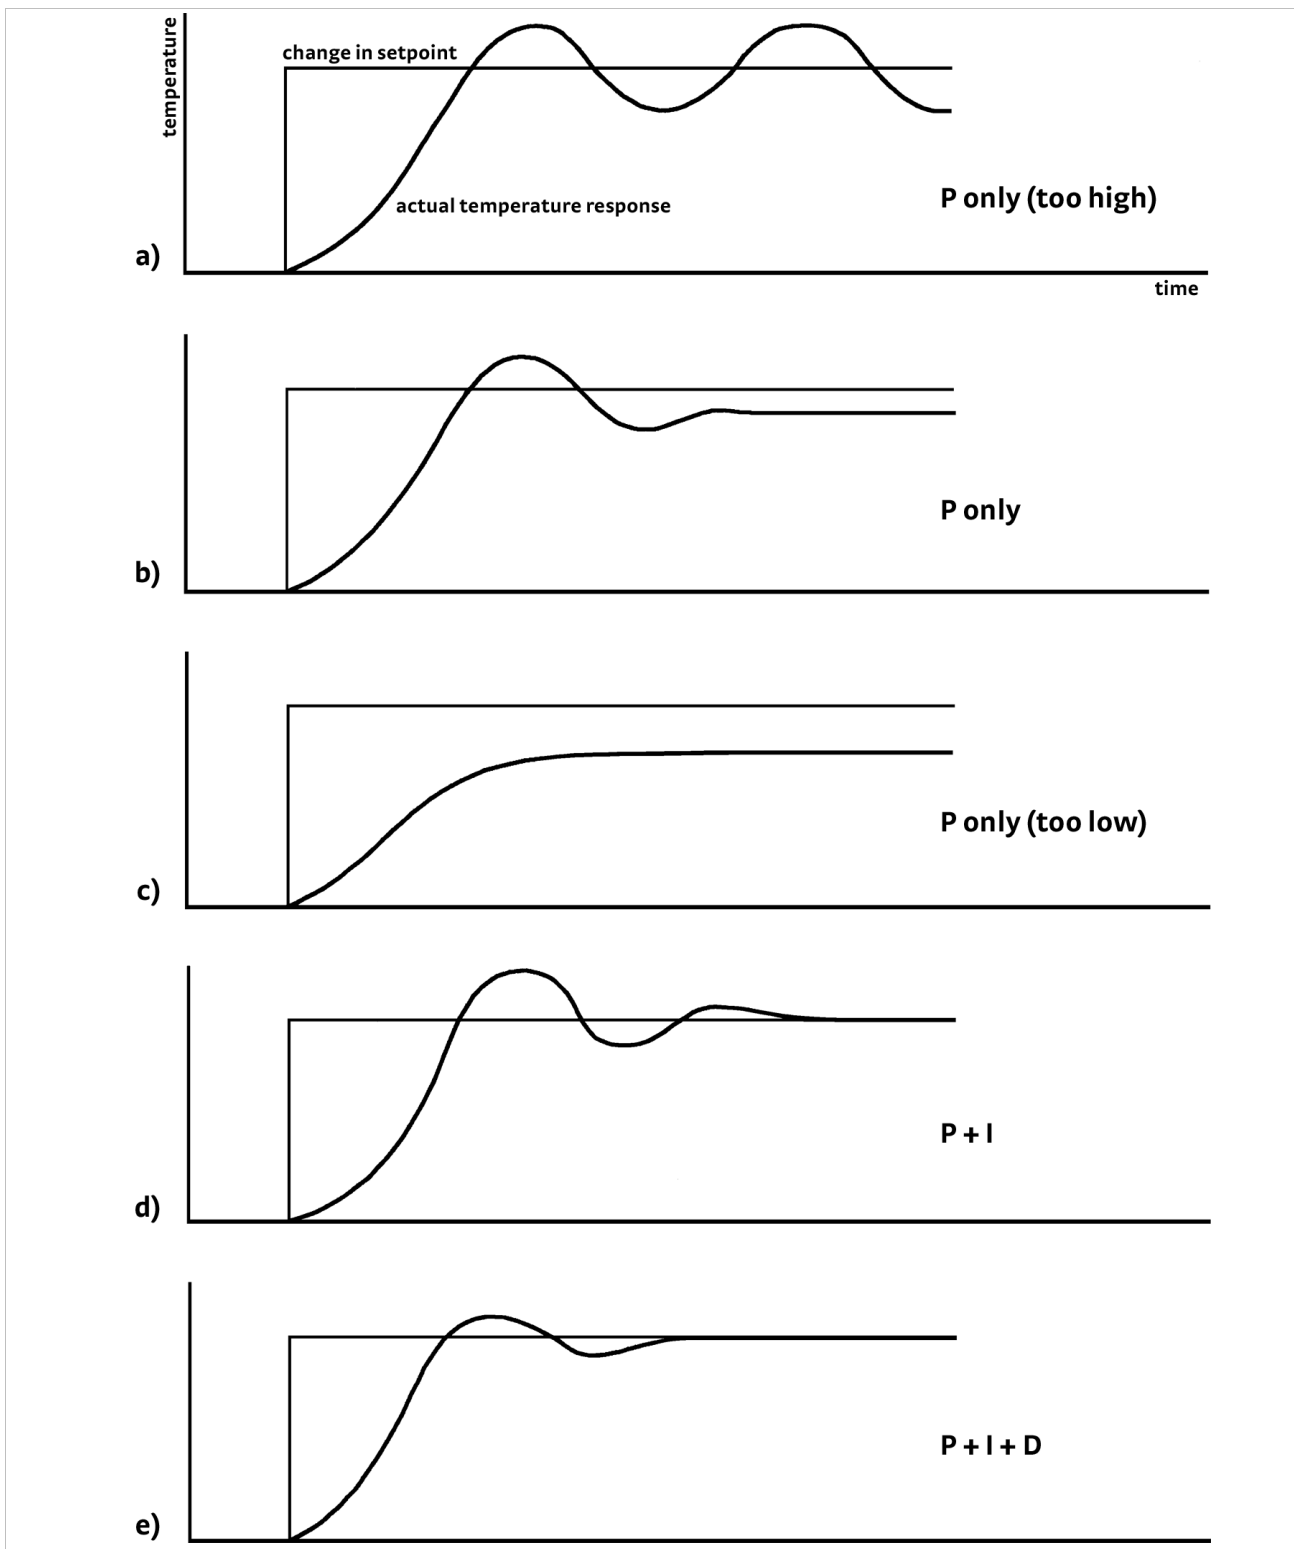 temperature
change in setpoint
actual temperature response
P only (too high)
a)
time
P only
b)
P only (too low)
c)
P + I
d)
P + I + D
e)